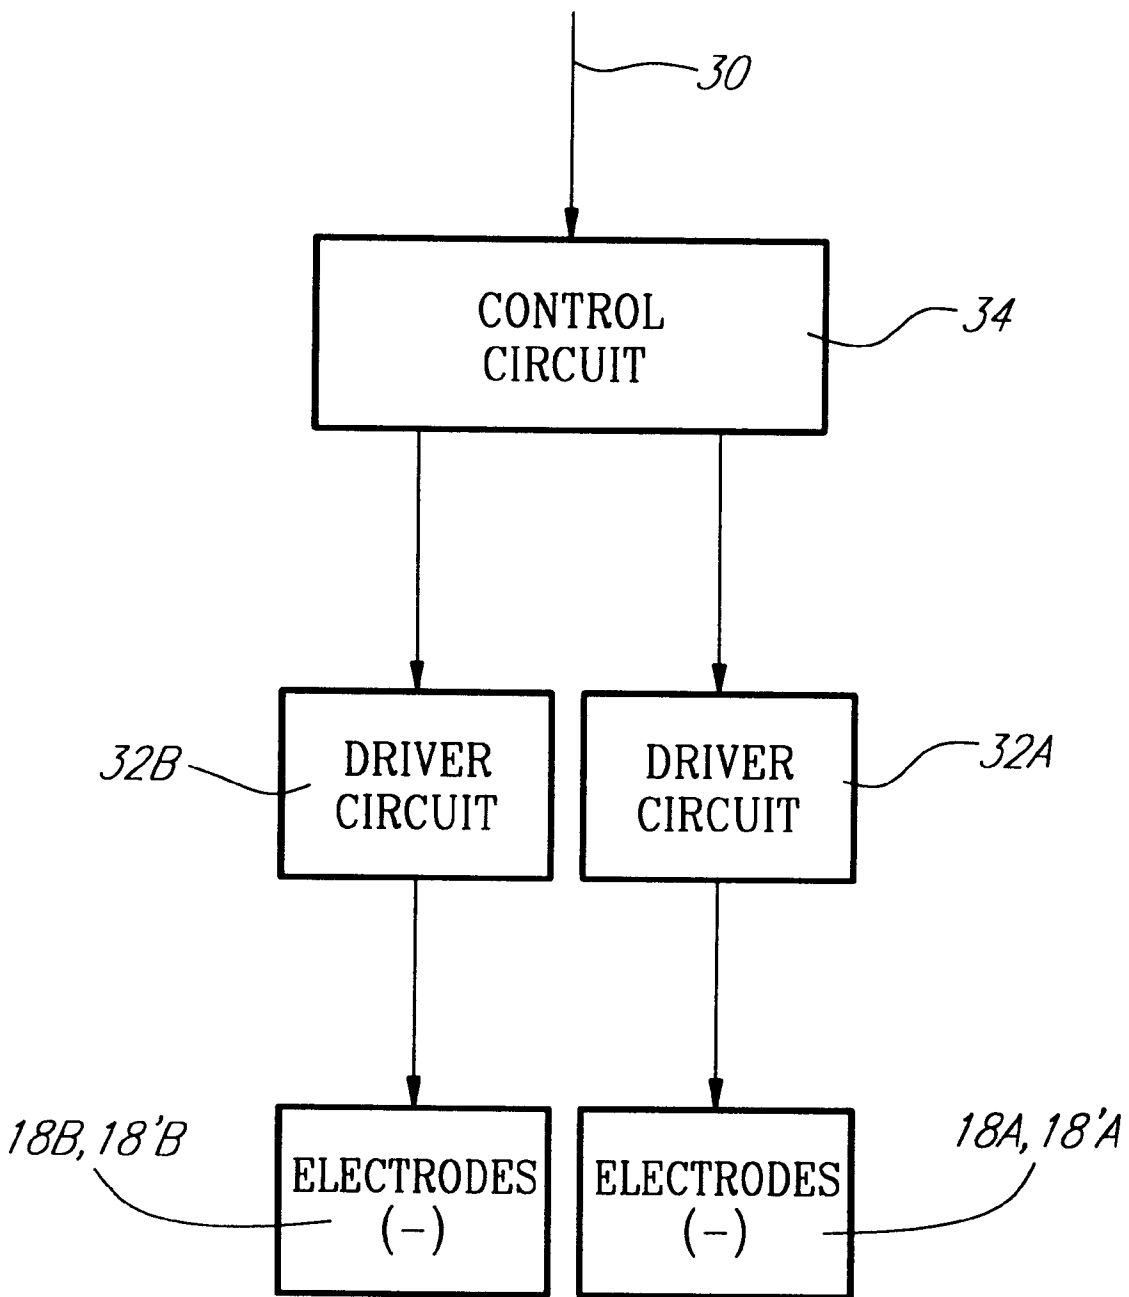 30
CONTROL
CIRCUIT
34
32B
DRIVER
CIRCUIT
DRIVER
CIRCUIT
32A
18B, 18'B
ELECTRODES
(-)
ELECTRODES
(-)
18A, 18'A